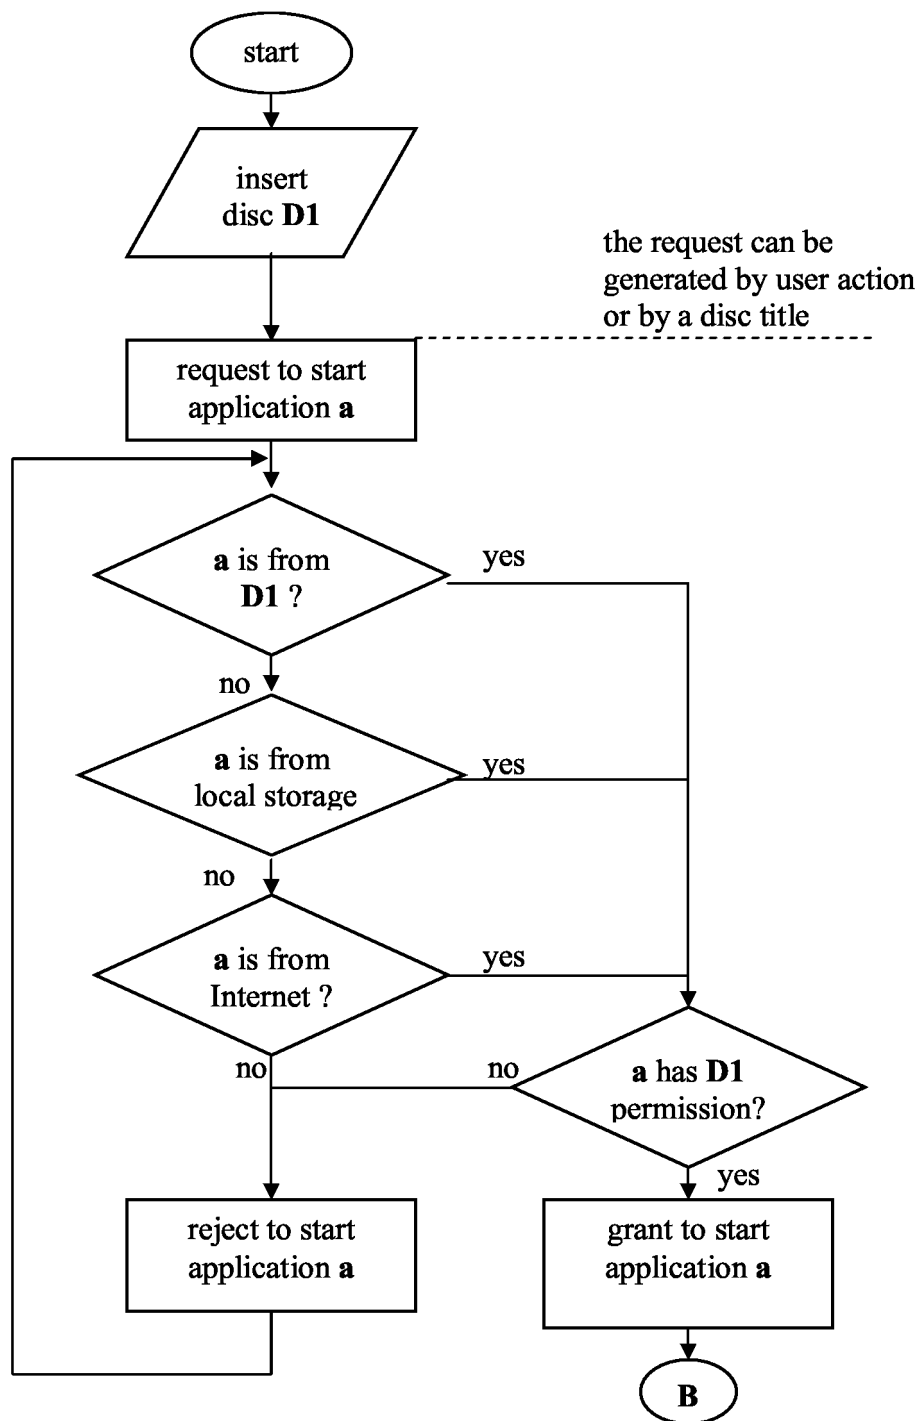 start
insert
disc D1
the request can be
generated by user action
or by a disc title
request to start
application a
a is from
D1 ?
yes
no
a is from
local storage
yes
no
a is from
Internet ?
yes
no
no
a has D1
permission?
yes
reject to start
application a
grant to start
application a
B